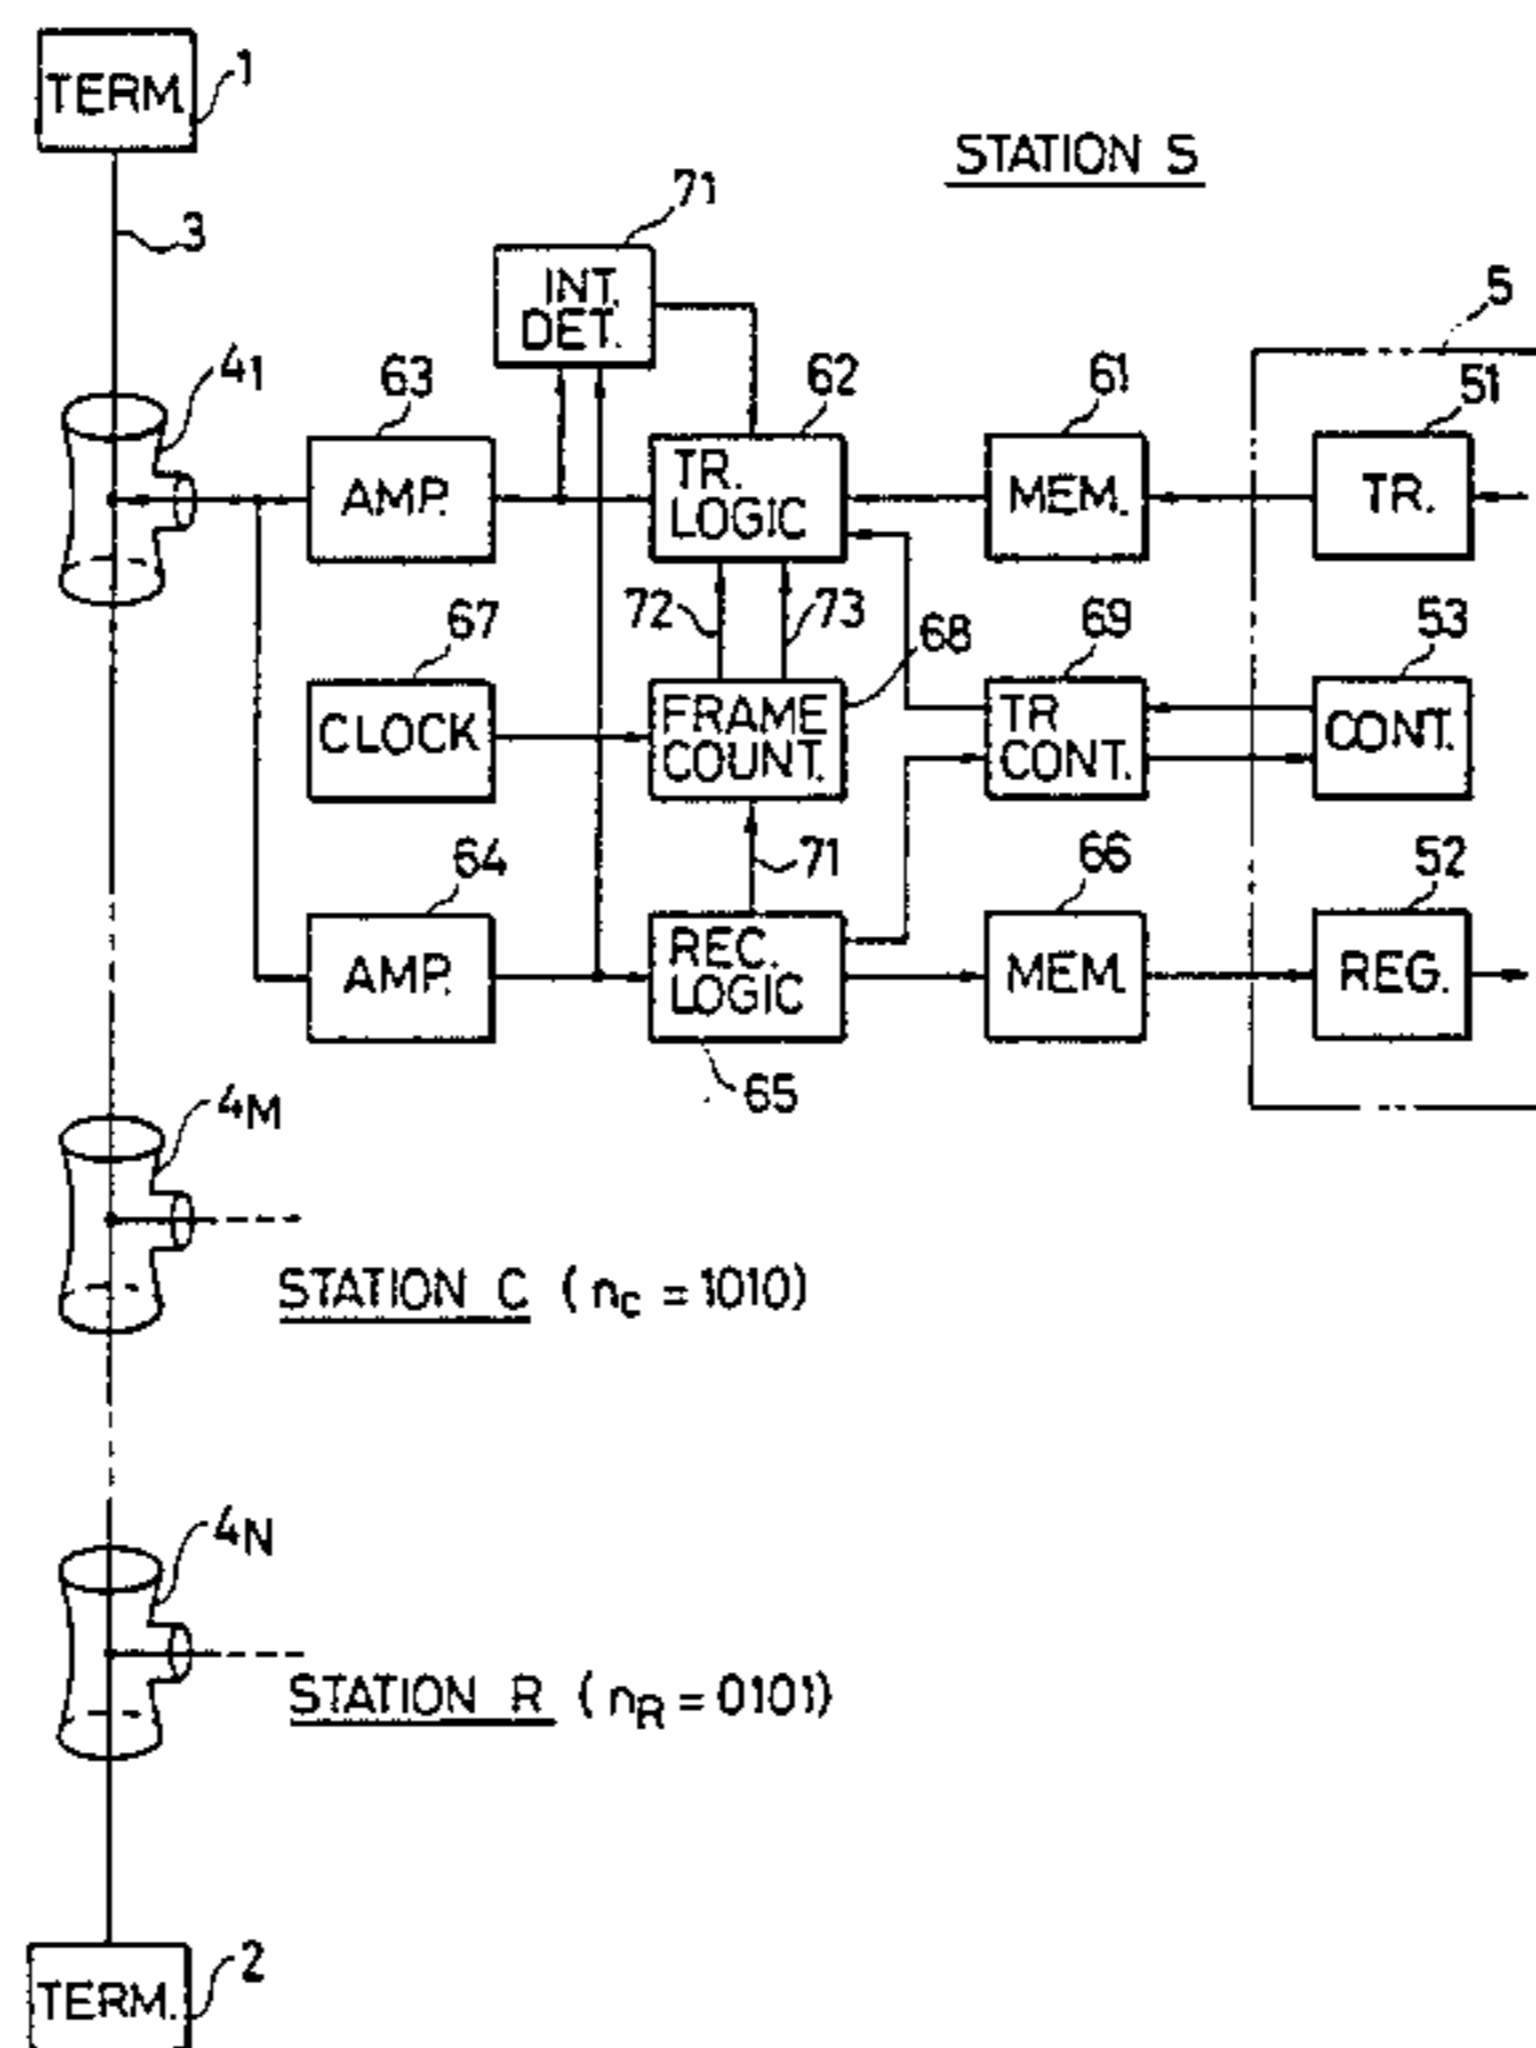 TERM.
1
STATION S
71
3
INT.
DET.
5
41
63
62
61
51
AMP.
TR.
LOGIC
MEM.
TR.
67
72
73
68
69
53
CLOCK
FRAME
COUNT.
TR
CONT.
CONT.
64
71
66
52
AMP.
REC.
LOGIC
MEM.
REG.
65
4M
STATION C (nC = 1010)
4N
STATION R (nR = 0101)
2
TERM.